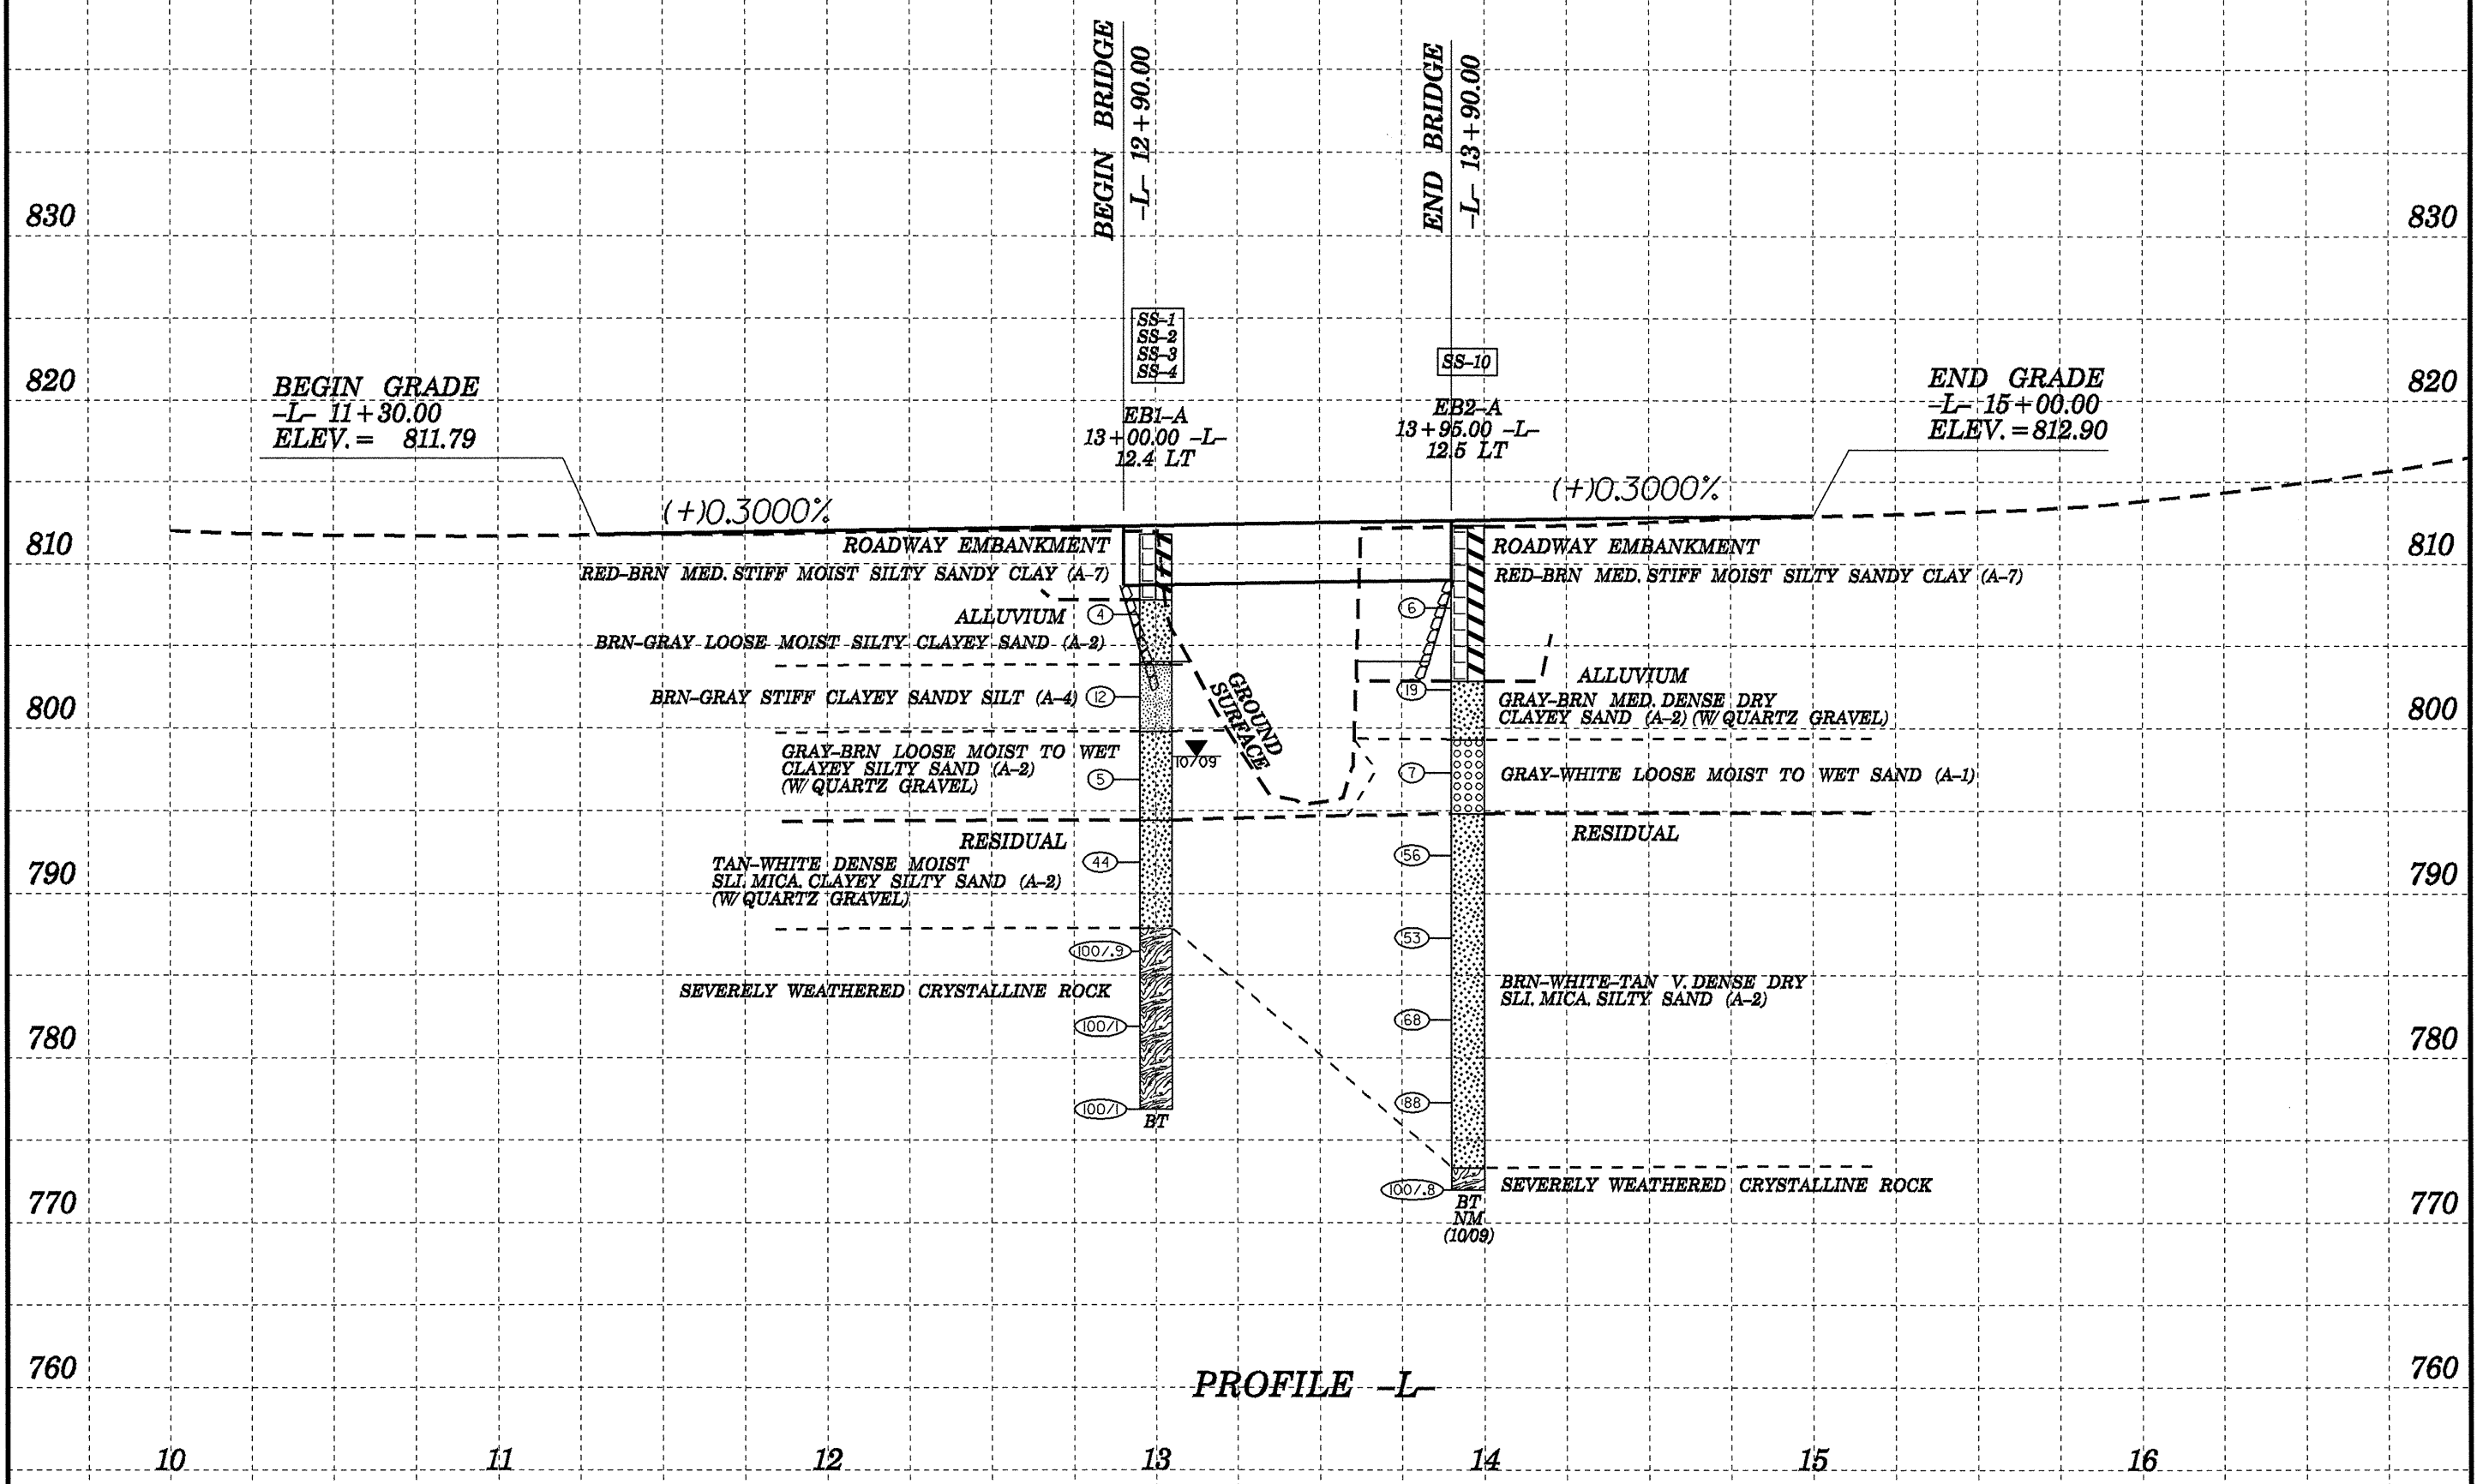 BEGIN BRIDGE
-L- 12+90.00
END BRIDGE
-L- 13+90.00
830
830
SS-1
SS-2
SS-3
SS-4
SS-10
820
820
BEGIN GRADE
-L- 11+30.00
ELEV.= 811.79
EB1-A
13+00.00 -L-
12.4 LT
EB2-A
13+95.00 -L-
12.5 LT
END GRADE
-L- 15+00.00
ELEV.=812.90
(+)0.3000%
(+)0.3000%
810
810
ROADWAY EMBANKMENT
RED-BRN MED. STIFF MOIST SILTY SANDY CLAY (A-7)
ROADWAY EMBANKMENT
RED-BRN MED. STIFF MOIST SILTY SANDY CLAY (A-7)
4
ALLUVIUM
BRN-GRAY LOOSE MOIST SILTY CLAYEY SAND (A-2)
6
BRN-GRAY STIFF CLAYEY SANDY SILT (A-4)
12
GROUND
SURFACE
19
ALLUVIUM
GRAY-BRN MED. DENSE DRY
CLAYEY SAND (A-2) (W/ QUARTZ GRAVEL)
800
800
GRAY-BRN LOOSE MOIST TO WET
CLAYEY SILTY SAND (A-2)
(W/ QUARTZ GRAVEL)
5
10/09
7
GRAY-WHITE LOOSE MOIST TO WET SAND (A-1)
RESIDUAL
TAN-WHITE DENSE MOIST
SLI. MICA. CLAYEY SILTY SAND (A-2)
(W/ QUARTZ GRAVEL)
44
RESIDUAL
56
790
790
100/.9
53
SEVERELY WEATHERED CRYSTALLINE ROCK
BRN-WHITE-TAN V. DENSE DRY
SLI. MICA. SILTY SAND (A-2)
100/1
68
780
780
100/1
BT
88
100/.8
SEVERELY WEATHERED CRYSTALLINE ROCK
BT
NM
(10/09)
770
770
760
760
PROFILE -L-
10
11
12
13
14
15
16